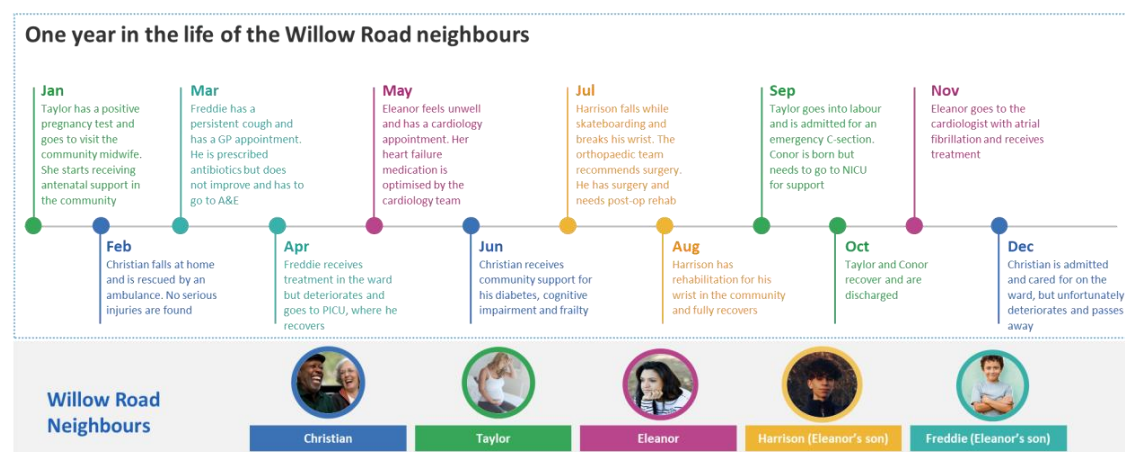 One year in the life of the Willow Road neighbours
Jan
Taylor has a positive
pregnancy test and
goes to visit the
community midwife.
She starts receiving
antenatal support in
the community
Mar
Freddie has a
persistent cough and
has a GP appointment.
He is prescribed
antibiotics but does
not improve and has to
go to A&E
May
Eleanor feels unwell
and has a cardiology
appointment. Her
heart failure
medication is
optimised by the
cardiology team
Jul
Harrison falls while
skateboarding and
breaks his wrist. The
orthopaedic team
recommends surgery.
He has surgery and
needs post-op rehab
Sep
Taylor goes into labour
and is admitted for an
emergency C-section.
Conor is born but
needs to go to NICU
for support
Nov
Eleanor goes to the
cardiologist with atrial
fibrillation and receives
treatment
Feb
Christian falls at home
and is rescued by an
ambulance. No serious
injuries are found
Apr
Freddie receives
treatment in the ward
but deteriorates and
goes to PICU, where he
recovers
Jun
Christian receives
community support for
his diabetes, cognitive
impairment and frailty
Aug
Harrison has
rehabilitation for his
wrist in the community
and fully recovers
Oct
Taylor and Conor
recover and are
discharged
Dec
Christian is admitted
and cared for on the
ward, but unfortunately
deteriorates and passes
away
Willow Road
Neighbours
Christian
Taylor
Eleanor
Harrison (Eleanor's son)
Freddie (Eleanor's son)